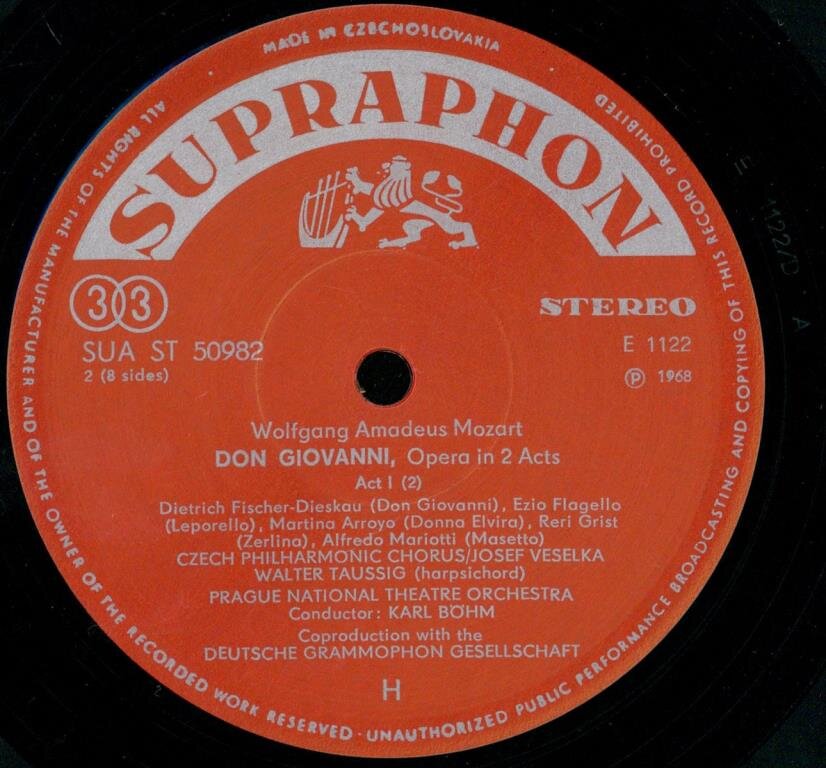 MADE IN CZECHOSLOVAKIA
SUPRAPHON
33
STEREO
SUA ST 50982
E 1122
2 (8 sides)
Ⓟ 1968
Wolfgang Amadeus Mozart
DON GIOVANNI, Opera in 2 Acts
Act I (2)
Dietrich Fischer-Dieskau (Don Giovanni), Ezio Flagello
(Leporello), Martina Arroyo (Donna Elvira), Reri Grist
(Zerlina), Alfredo Mariotti (Masetto)
CZECH PHILHARMONIC CHORUS/JOSEF VESELKA
WALTER TAUSSIG (harpsichord)
PRAGUE NATIONAL THEATRE ORCHESTRA
Conductor: KARL BÖHM
Coproduction with the
DEUTSCHE GRAMMOPHON GESELLSCHAFT
H
ALL RIGHTS OF THE MANUFACTURER AND OF THE OWNER OF THE RECORDED WORK RESERVED · UNAUTHORIZED PUBLIC PERFORMANCE BROADCASTING AND COPYING OF THIS RECORD PROHIBITED